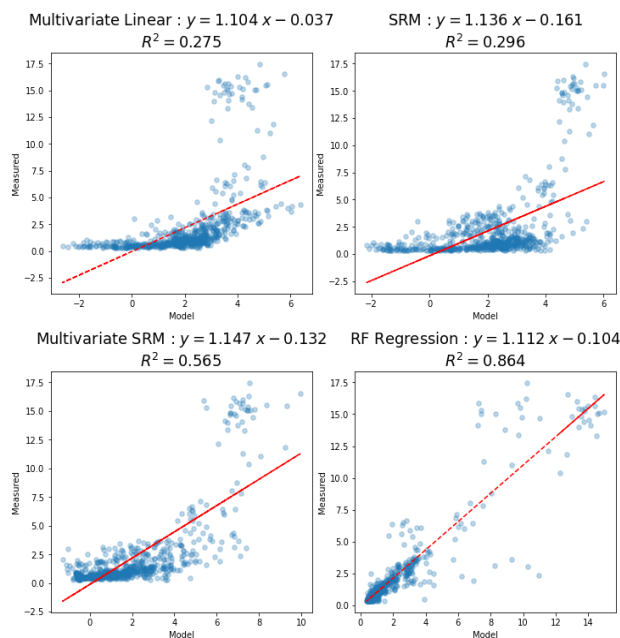 Multivariate Linear : y = 1.104 x − 0.037
R² = 0.275
17.5
15.0
12.5
10.0
7.5
5.0
2.5
0.0
−2.5
Measured
−2 0 2 4 6
Model
SRM : y = 1.136 x − 0.161
R² = 0.296
17.5
15.0
12.5
10.0
7.5
5.0
2.5
0.0
−2.5
Measured
−2 −1 0 1 2 3 4 5 6
Model
Multivariate SRM : y = 1.147 x − 0.132
R² = 0.565
17.5
15.0
12.5
10.0
7.5
5.0
2.5
0.0
−2.5
Measured
0 2 4 6 8 10
Model
RF Regression : y = 1.112 x − 0.104
R² = 0.864
17.5
15.0
12.5
10.0
7.5
5.0
2.5
0.0
Measured
0 2 4 6 8 10 12 14
Model